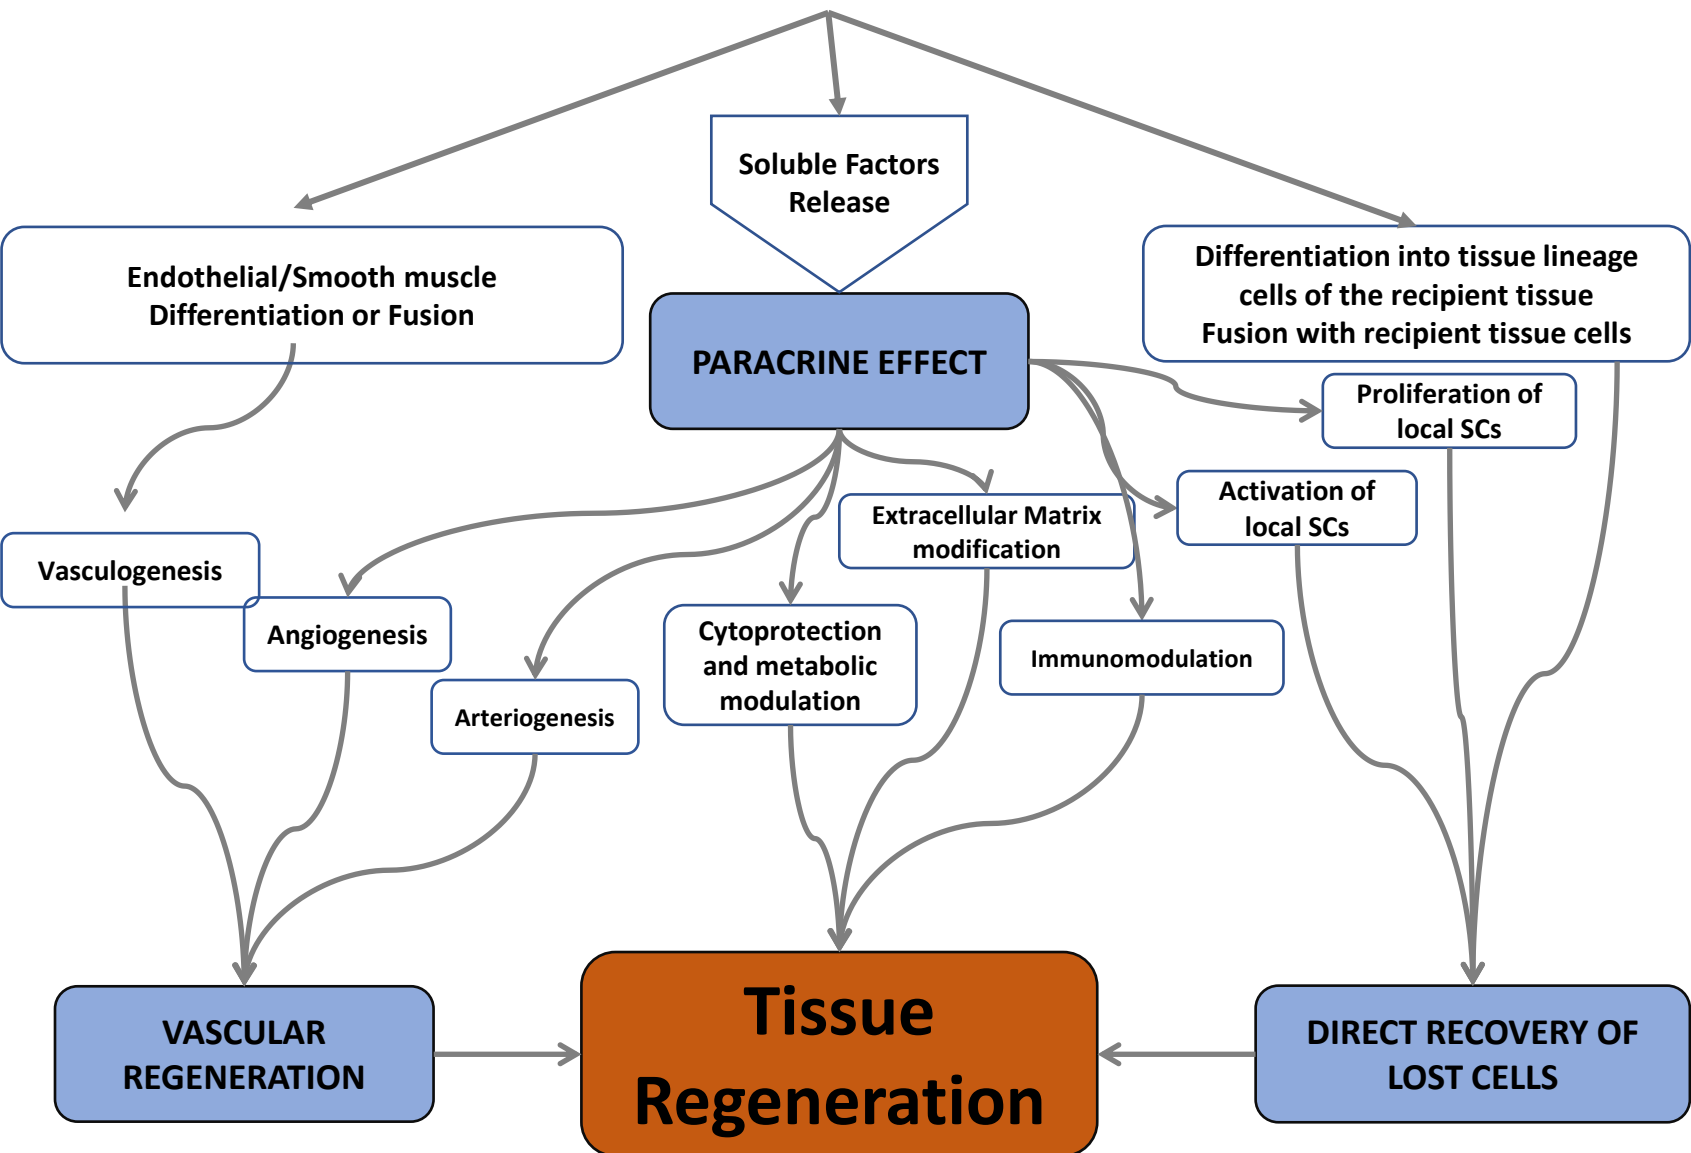 Soluble Factors
Release
Endothelial/Smooth muscle
Differentiation or Fusion
Differentiation into tissue lineage
cells of the recipient tissue
Fusion with recipient tissue cells
PARACRINE EFFECT
Proliferation of
local SCs
Activation of
local SCs
Extracellular Matrix
modification
Vasculogenesis
Angiogenesis
Cytoprotection
and metabolic
modulation
Immunomodulation
Arteriogenesis
VASCULAR
REGENERATION
Tissue
Regeneration
DIRECT RECOVERY OF
LOST CELLS